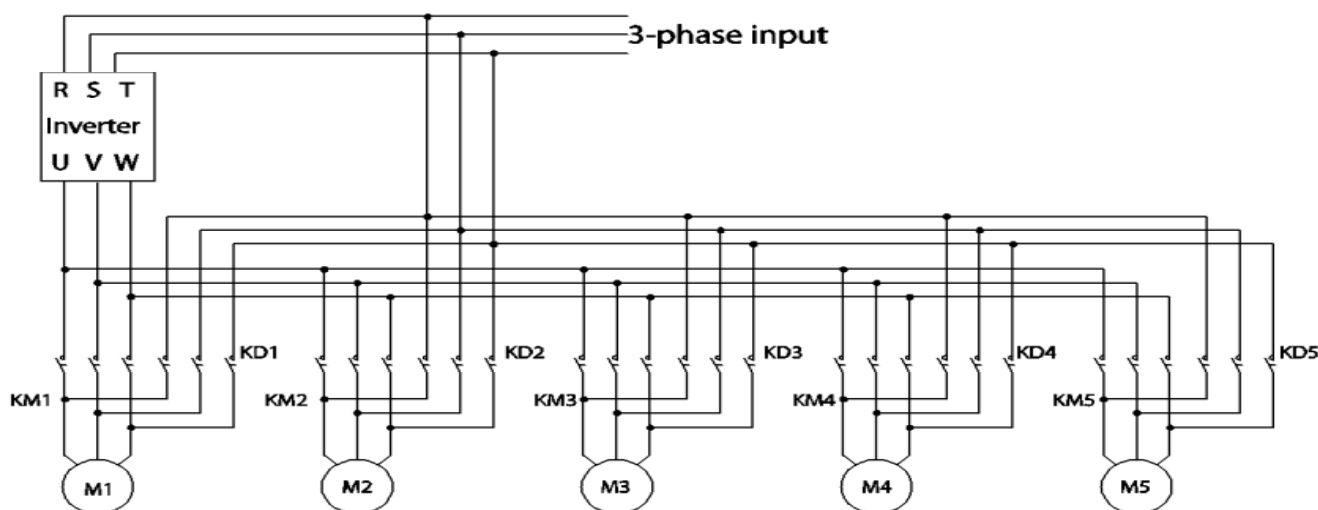 3-phase input
R S T
Inverter
U V W
KD1 KD2 KD3 KD4 KD5
KM1 KM2 KM3 KM4 KM5
M1 M2 M3 M4 M5